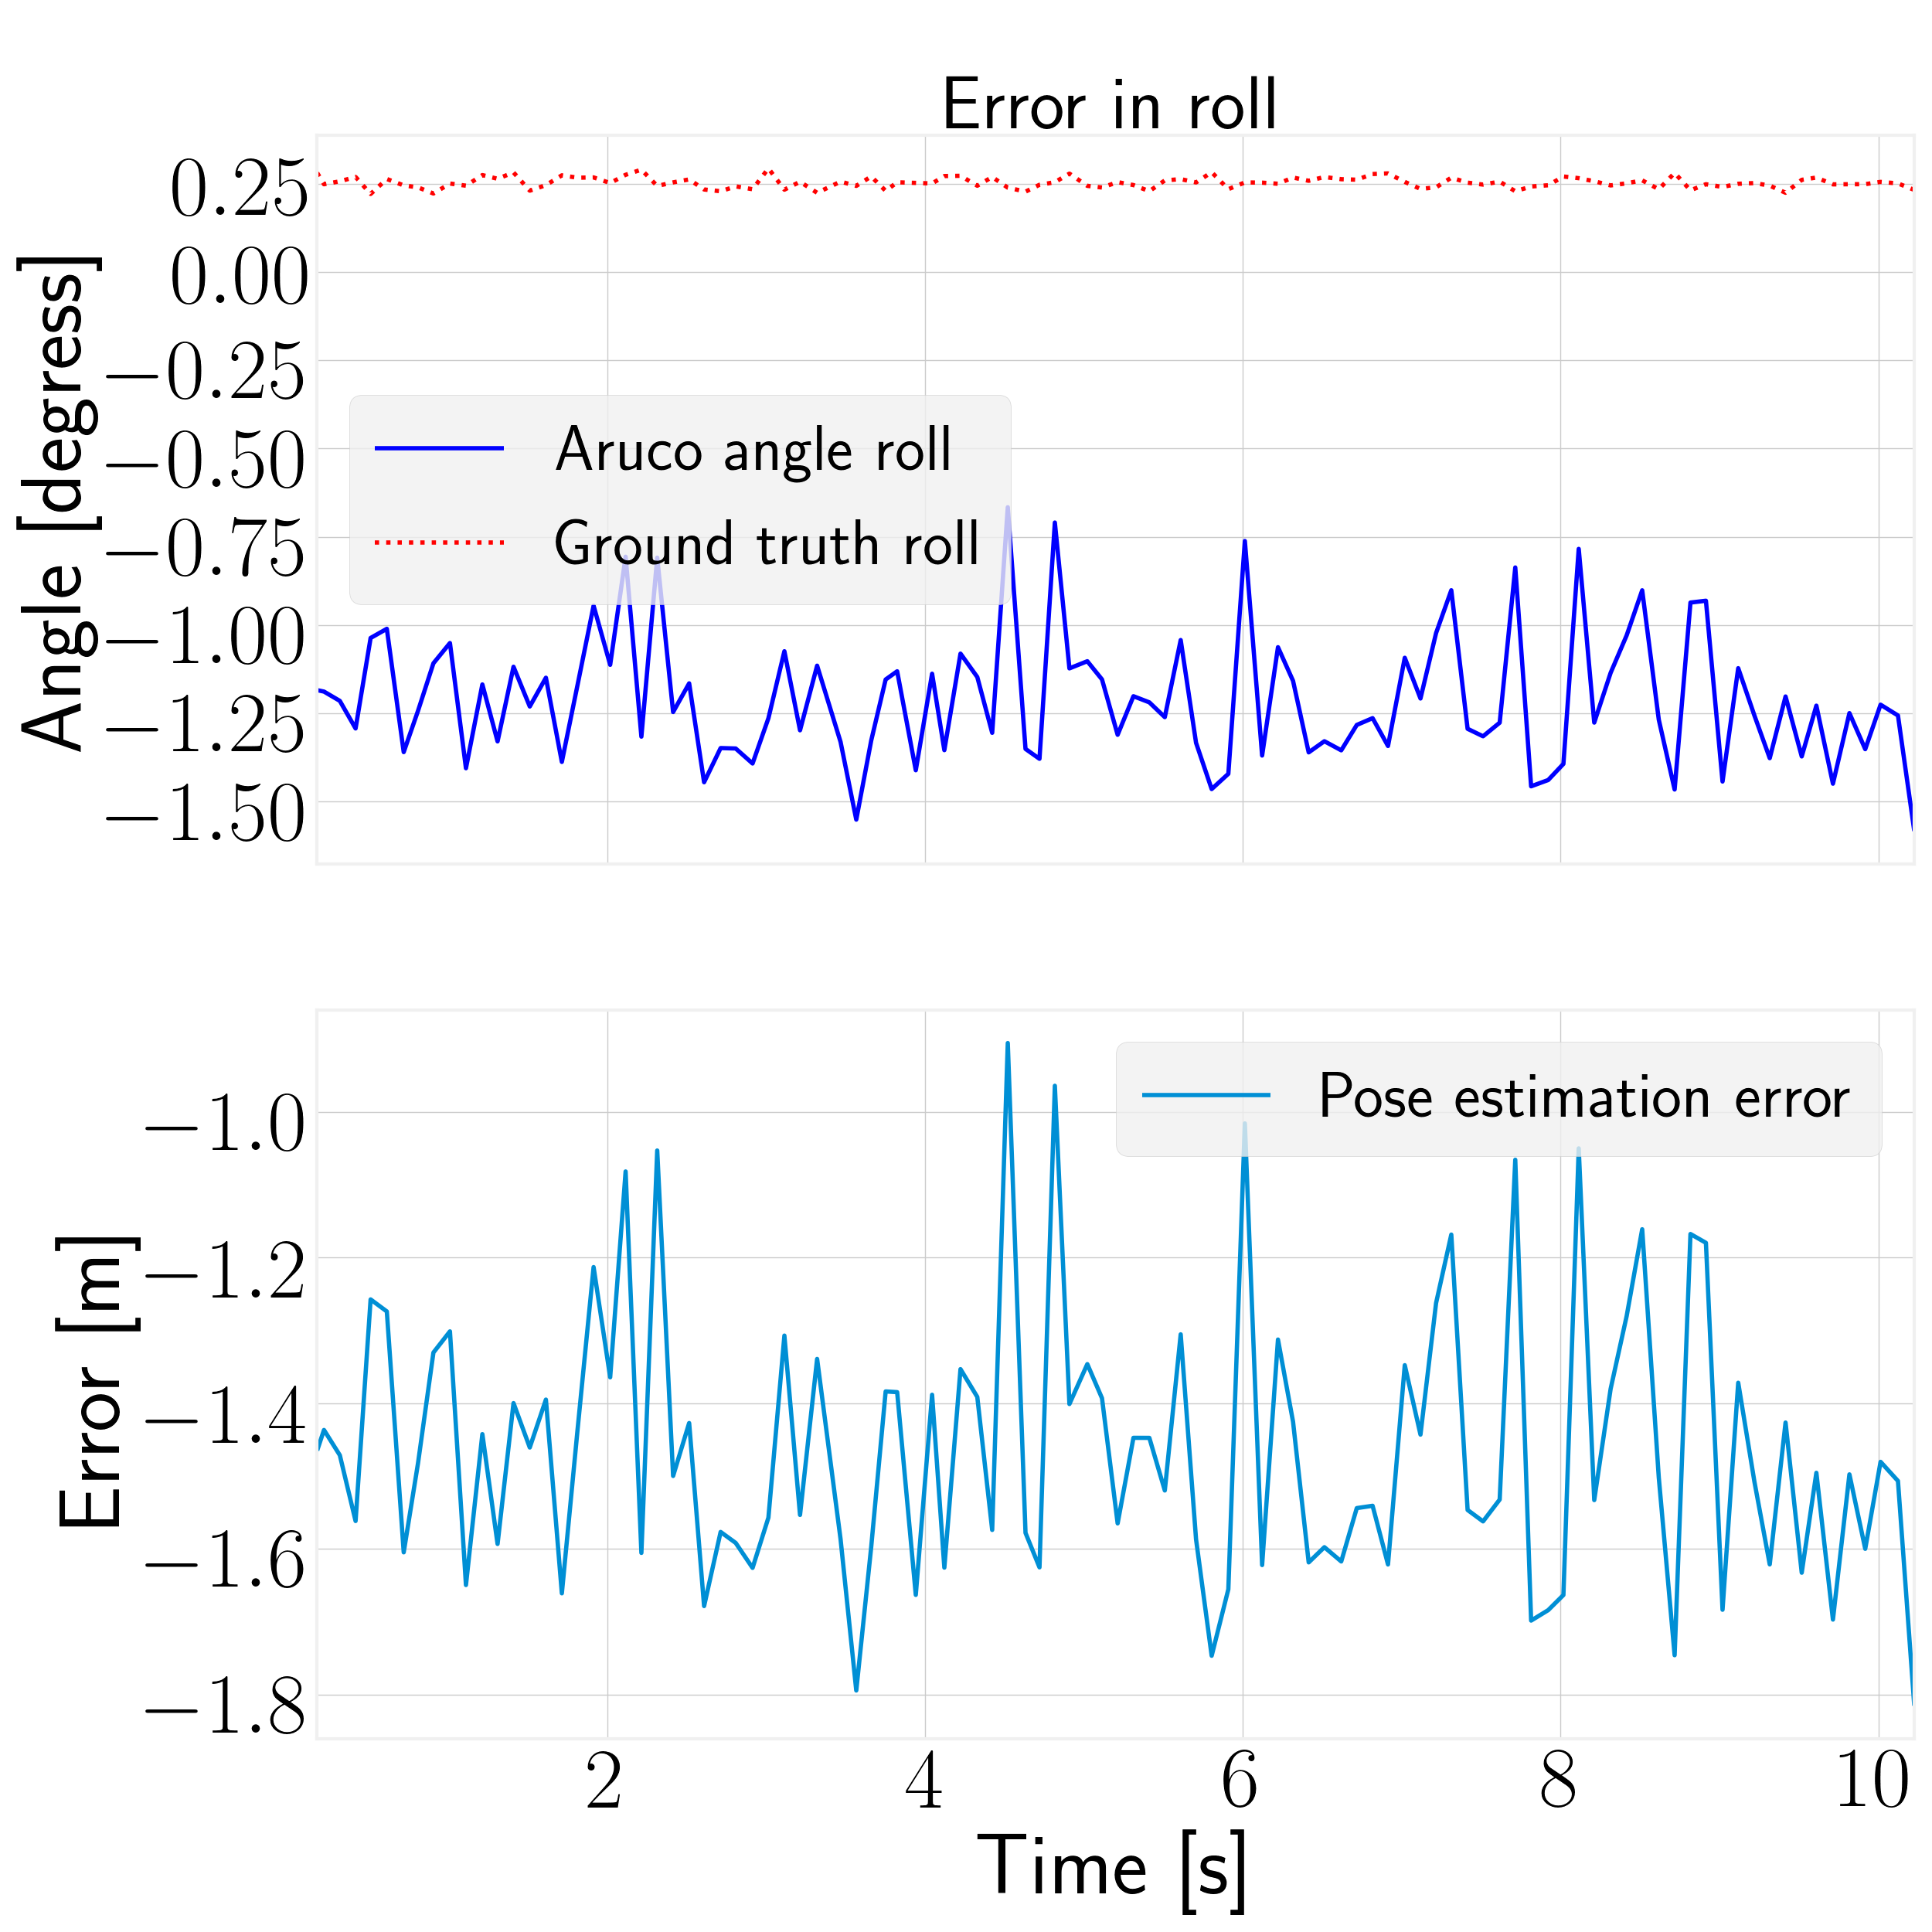 Error in roll
Angle [degress]
0.25
0.00
−0.25
−0.50
−0.75
−1.00
−1.25
−1.50
Aruco angle roll
Ground truth roll
Error [m]
−1.0
−1.2
−1.4
−1.6
−1.8
Pose estimation error
2 4 6 8 10
Time [s]